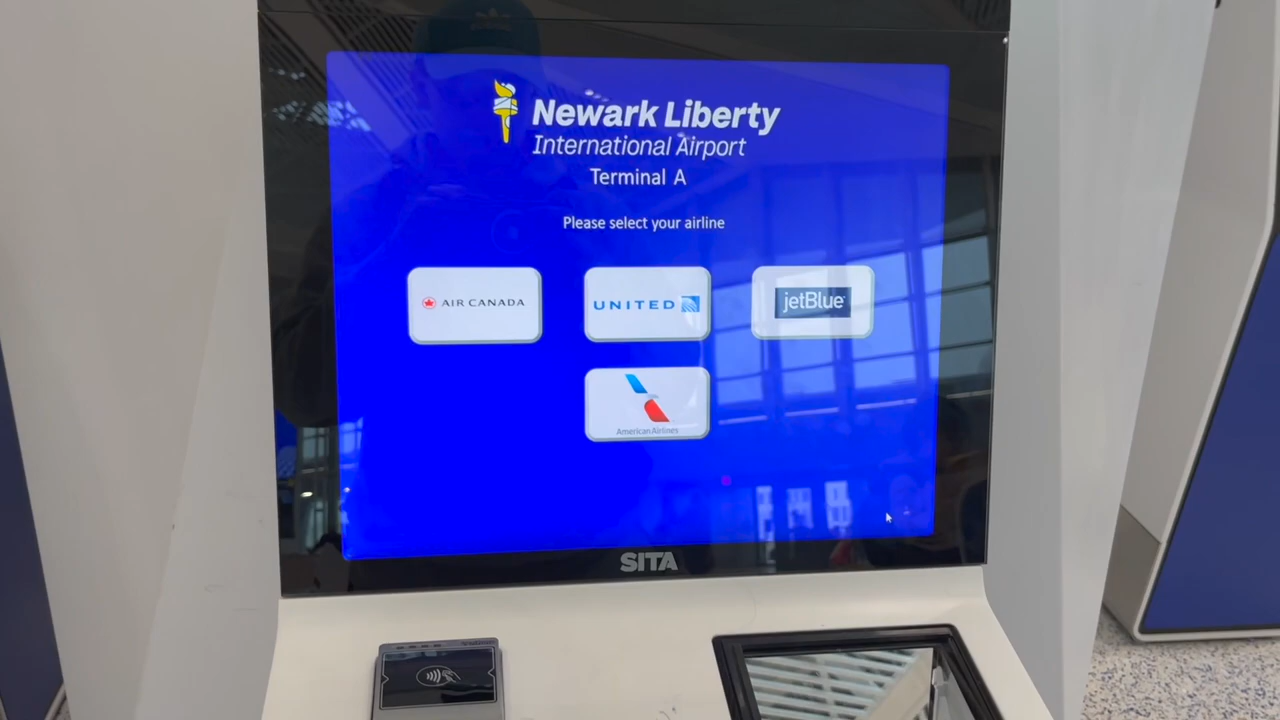 Newark Liberty
International Airport
Terminal A
Please select your airline
AIR CANADA
UNITED
jetBlue
American Airlines
SITA